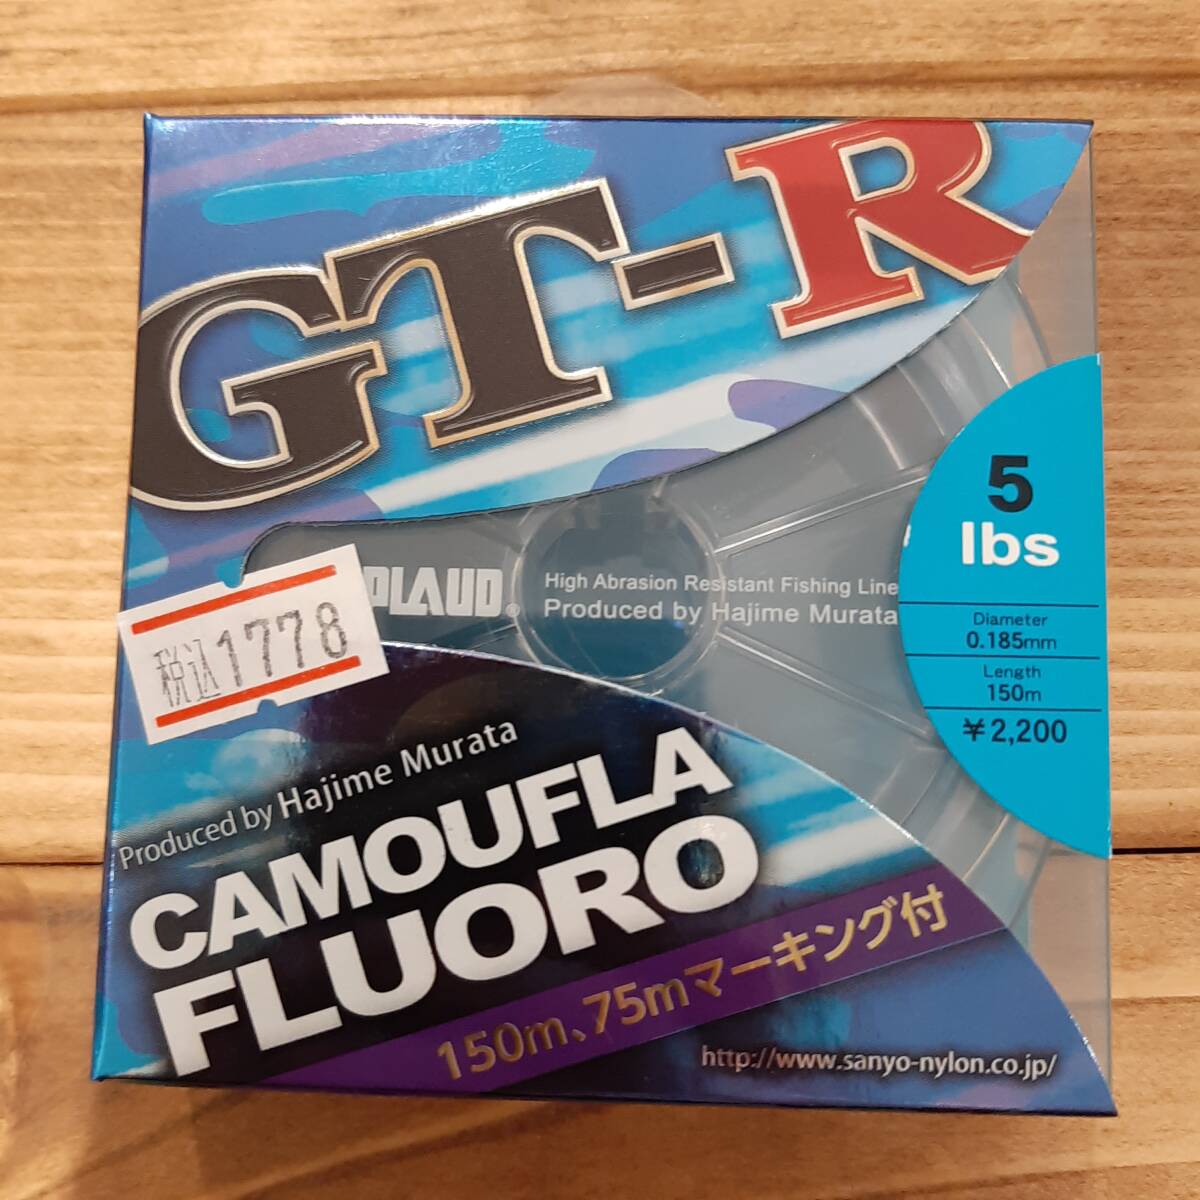 GT-R
5
lbs
Diameter
0.185mm
Length
150m
¥2,200
High Abrasion Resistant Fishing Line
Produced by Hajime Murata
税込1778
Produced by Hajime Murata
CAMOUFLA
FLUORO
150m、75mマーキング付
http://www.sanyo-nylon.co.jp/